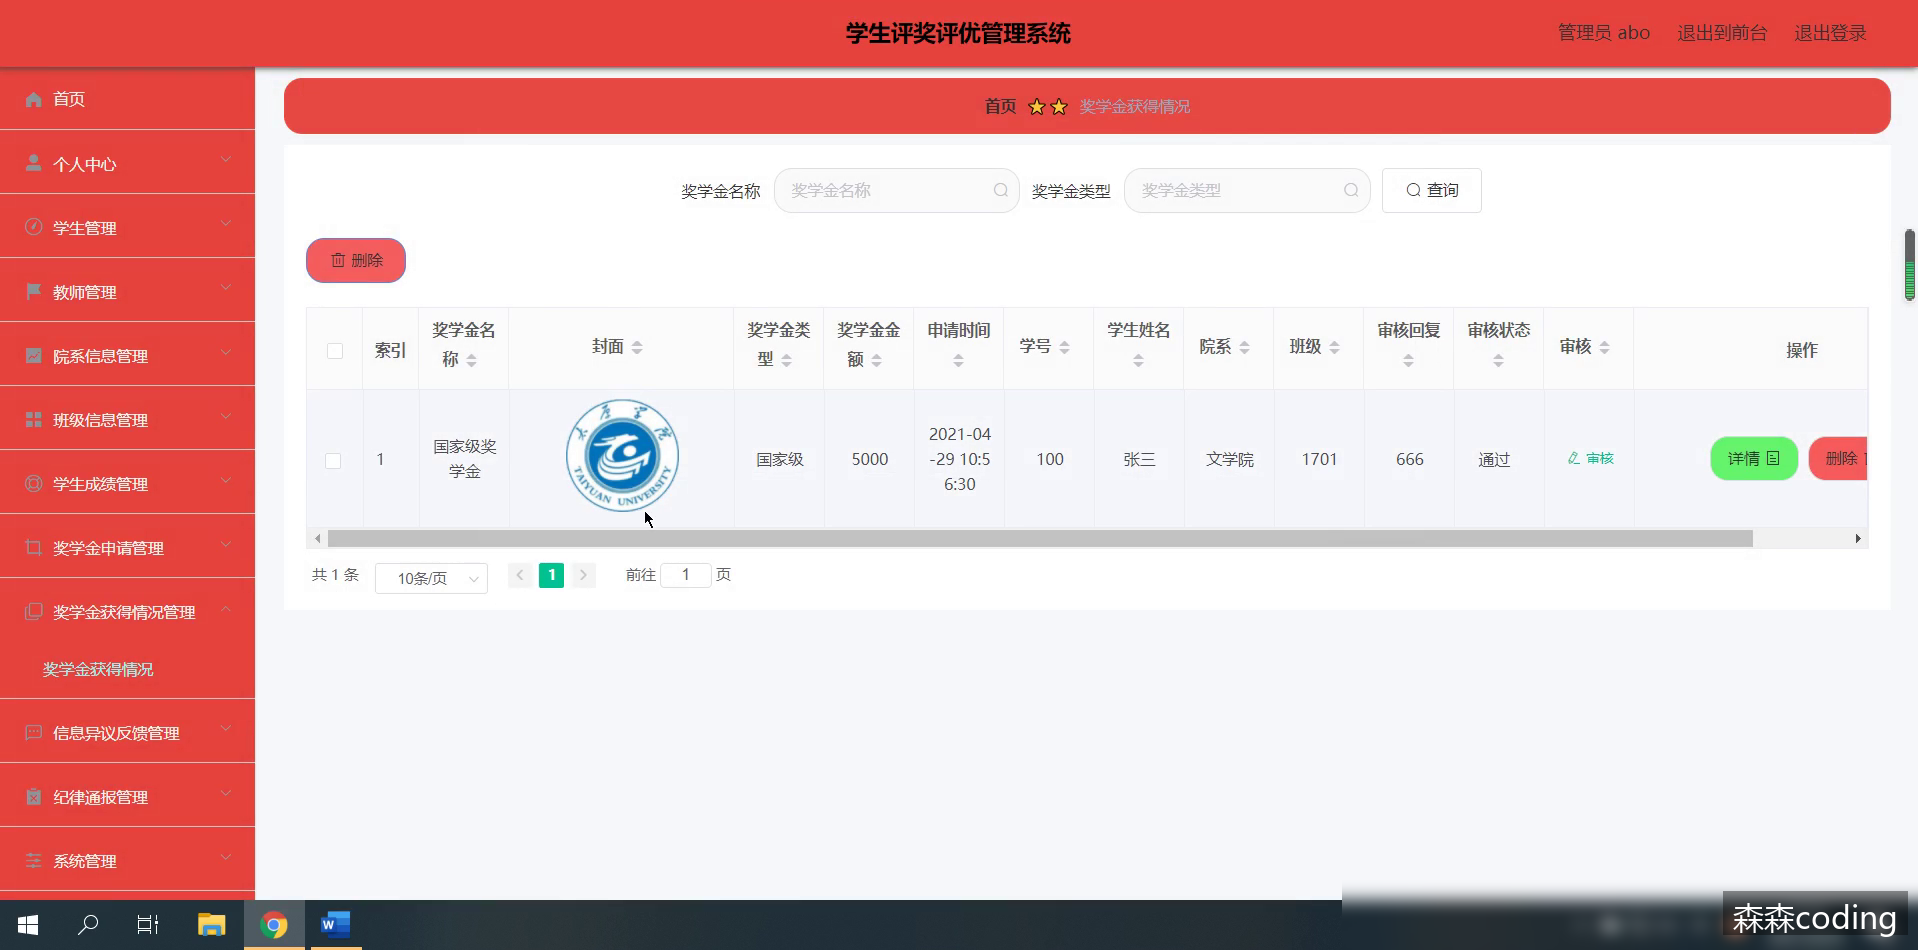 学生评奖评优管理系统
管理员 abo 退出到前台 退出登录
首页
个人中心
学生管理
教师管理
院系信息管理
班级信息管理
学生成绩管理
奖学金申请管理
奖学金获得情况管理
奖学金获得情况
信息异议反馈管理
纪律通报管理
系统管理
首页 奖学金获得情况
奖学金名称 奖学金名称 奖学金类型 奖学金类型 查询
删除
索引
奖学金名
称
封面
奖学金类
型
奖学金金
额
申请时间
学号
学生姓名
院系
班级
审核回复
审核状态
审核
操作
1
国家级奖
学金
太原学院
TAIYUAN UNIVERSITY
国家级
5000
2021-04
-29 10:5
6:30
100
张三
文学院
1701
666
通过
审核
详情
删除
共 1 条 10条/页 1 前往 1 页
W
森森coding